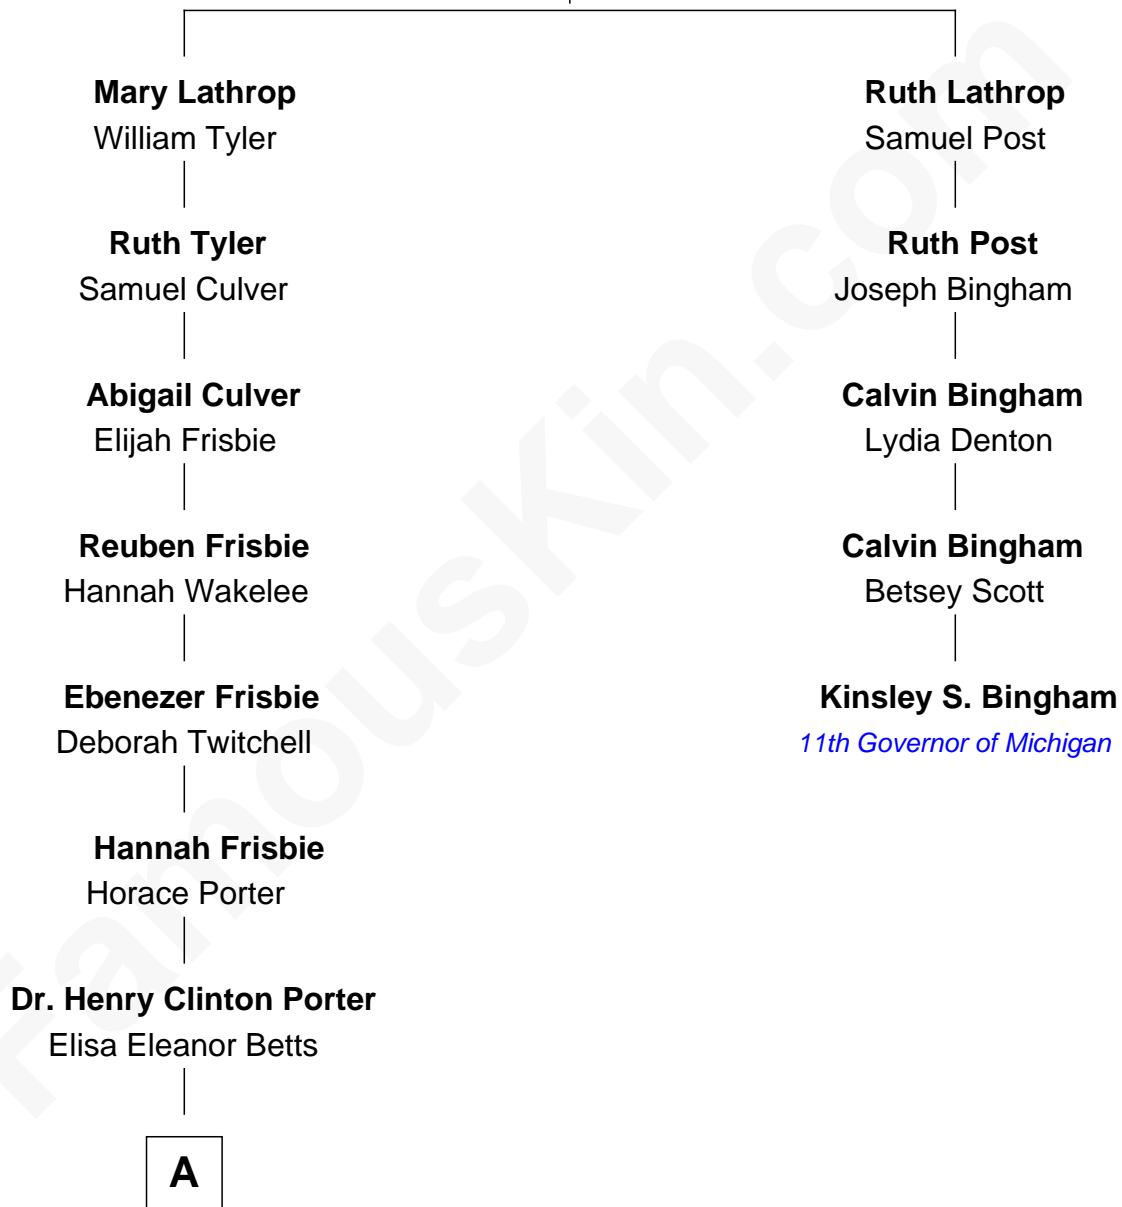 Mary Lathrop
William Tyler
Ruth Tyler
Samuel Culver
Abigail Culver
Elijah Frisbie
Reuben Frisbie
Hannah Wakelee
Ebenezer Frisbie
Deborah Twitchell
Hannah Frisbie
Horace Porter
Dr. Henry Clinton Porter
Elisa Eleanor Betts
A
Ruth Lathrop
Samuel Post
Ruth Post
Joseph Bingham
Calvin Bingham
Lydia Denton
Calvin Bingham
Betsey Scott
Kinsley S. Bingham
11th Governor of Michigan
FamousKin.com